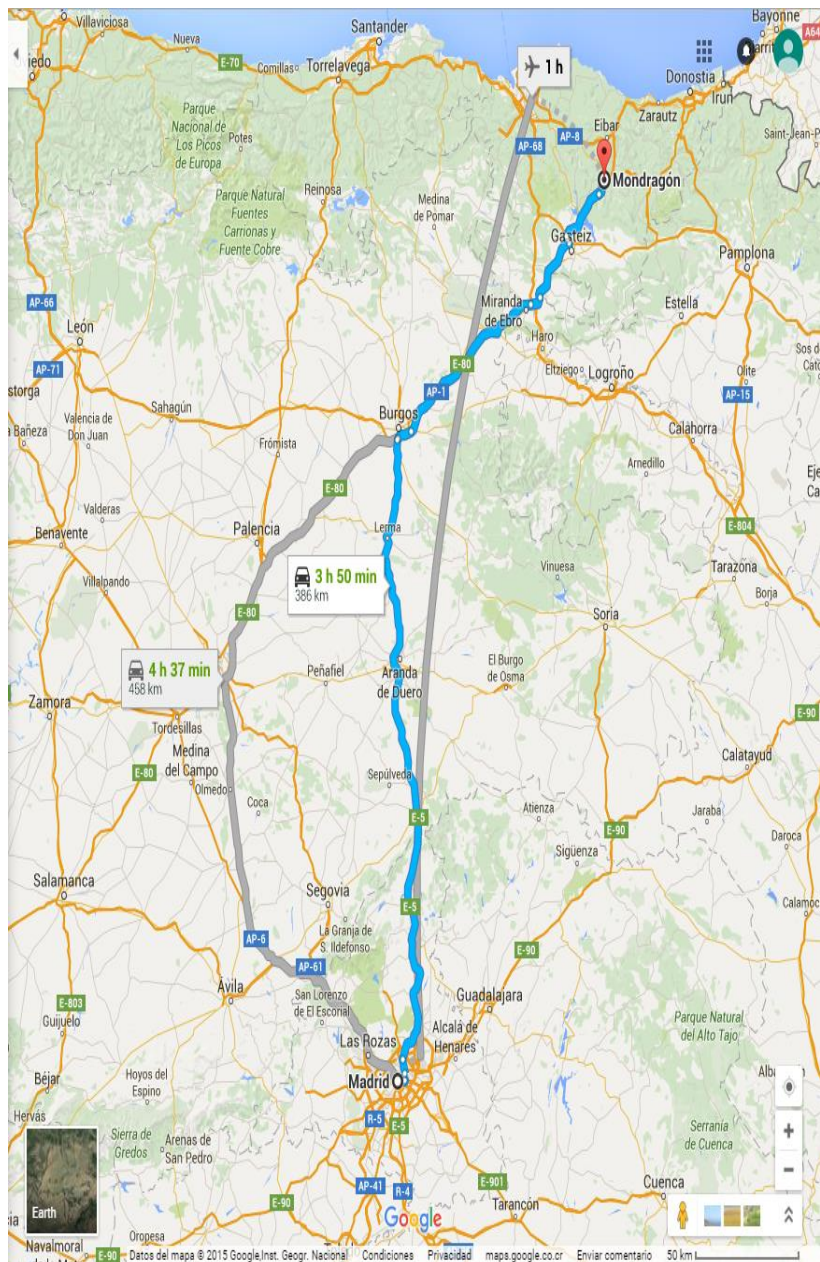 Villaviciosa
Nueva
Santander
Bayonne
A64
Oviedo
E-70
Comillas
Torrelavega
1 h
Donostia
Irun
Zarautz
Saint-Jean-P
Parque
Nacional de
Los Picos
de Europa
Potes
AP-8
Eibar
AP-68
Mondragón
Parque Natural
Fuentes
Carrionas y
Fuente Cobre
Reinosa
Medina
de Pomar
Gasteiz
Pamplona
AP-66
León
AP-71
Miranda
de Ebro
Haro
Estella
E-80
Eltziego
Logroño
Olite
Sos de
storga
Valencia de
Don Juan
Sahagún
AP-1
AP-15
Burgos
Calahorra
a Bañeza
Frómista
Arnedillo
Eje
Ca
E-80
Valderas
Palencia
Lerma
E-804
Benavente
Villalpando
3 h 50 min
386 km
Vinuesa
Tarazona
Borja
E-80
Soria
4 h 37 min
458 km
Peñafiel
Aranda
de Duero
El Burgo
de Osma
Zamora
Tordesillas
E-90
Medina
del Campo
E-80
Olmedo
Sepúlveda
Calatayud
Coca
E-5
Atienza
Jaraba
E-90
Daroca
Sigüenza
Salamanca
Segovia
E-5
Calamoc
La Granja de
S. Ildefonso
AP-6
AP-61
E-90
Ávila
San Lorenzo
de El Escorial
Guadalajara
E-803
Guijuelo
Parque Natural
del Alto Tajo
Las Rozas
Alcalá de
Henares
Madrid
Béjar
Hoyos del
Espino
Hervás
R-5
E-5
Sierra de
Gredos
Arenas de
San Pedro
Serranía
de Cuenca
AP-41
R-4
E-901
Cuenca
Earth
E-90
Google
Tarancón
Navalmoral
E-90
Oropesa
Datos del mapa © 2015 Google,Inst. Geogr. Nacional Condiciones Privacidad maps.google.co.cr Enviar comentario 50 km